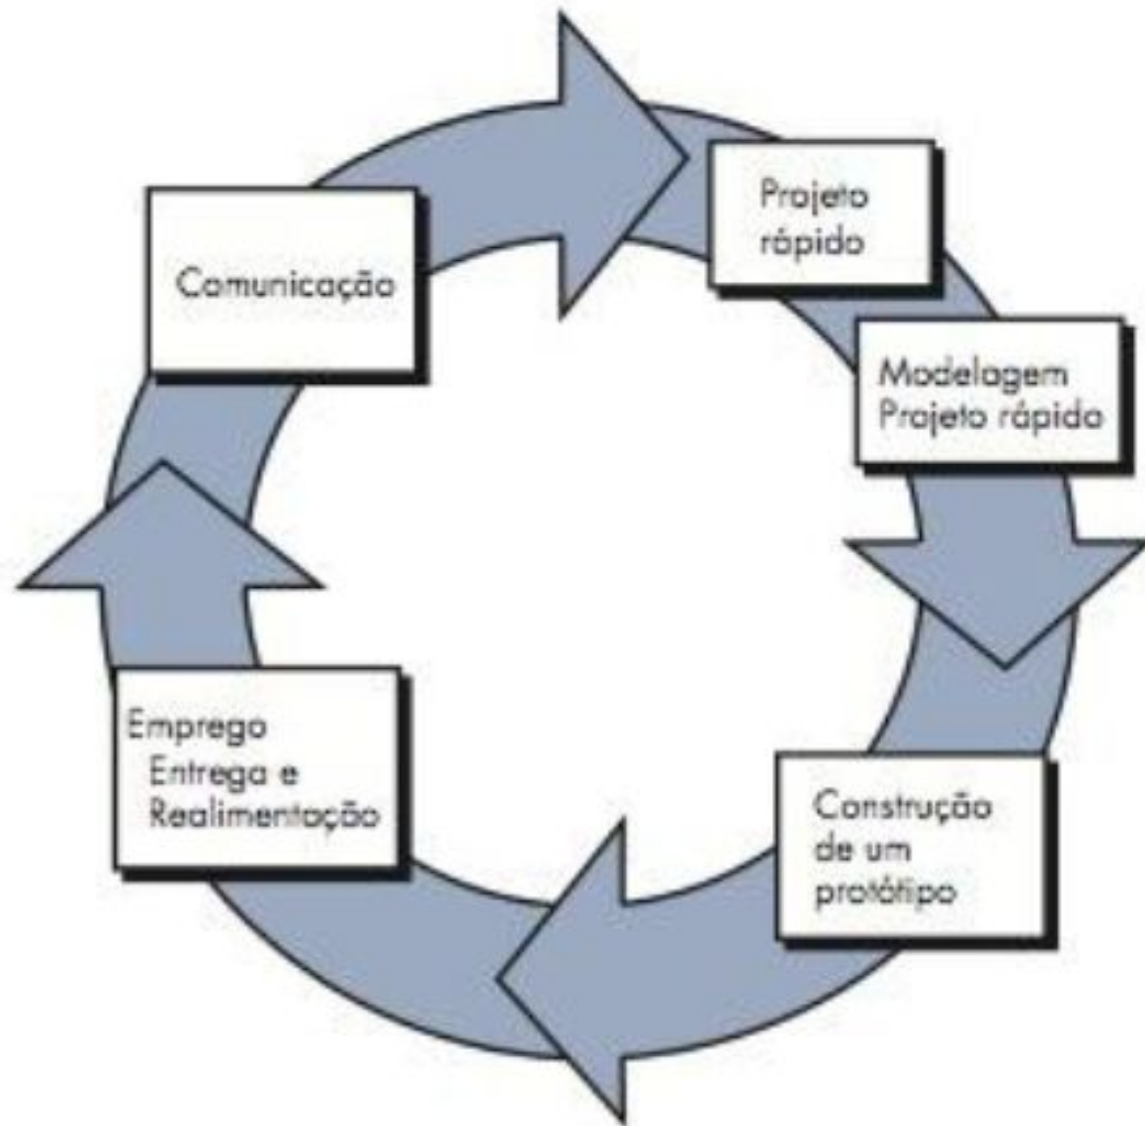 Comunicação
Projeto
rápido
Modelagem
Projeto rápido
Construção
de um
protótipo
Emprego
Entrega e
Realimentação